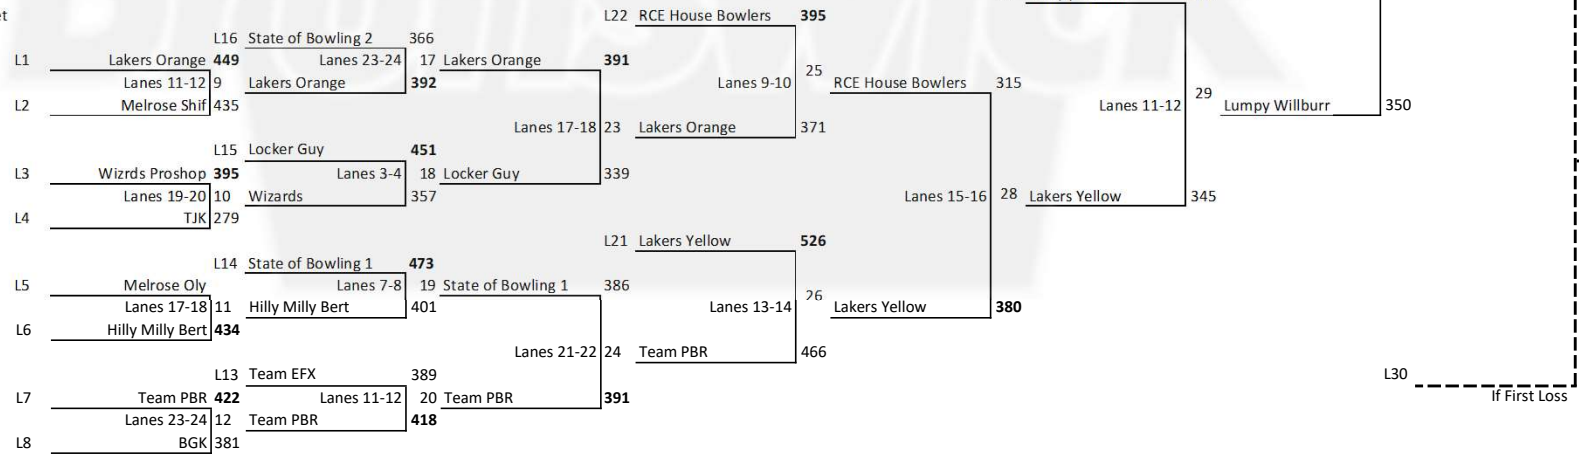 et
L22 RCE House Bowlers 395
L16 State of Bowling 2 366
L1 Lakers Orange 449 Lanes 23-24 17 Lakers Orange 391
Lanes 11-12 9 Lakers Orange 392 Lanes 9-10 25 RCE House Bowlers 315
L2 Melrose Shif 435 Lanes 11-12 29 Lumpy Willburr 350
Lanes 17-18 23 Lakers Orange 371
L15 Locker Guy 451
L3 Wizrds Proshop 395 Lanes 3-4 18 Locker Guy 339
Lanes 19-20 10 Wizards 357 Lanes 15-16 28 Lakers Yellow 345
L4 TJK 279
L21 Lakers Yellow 526
L14 State of Bowling 1 473
L5 Melrose Oly Lanes 7-8 19 State of Bowling 1 386
Lanes 17-18 11 Hilly Milly Bert 401 Lanes 13-14 26 Lakers Yellow 380
L6 Hilly Milly Bert 434
Lanes 21-22 24 Team PBR 466
L13 Team EFX 389 L30
L7 Team PBR 422 Lanes 11-12 20 Team PBR 391 If First Loss
Lanes 23-24 12 Team PBR 418
L8 BGK 381